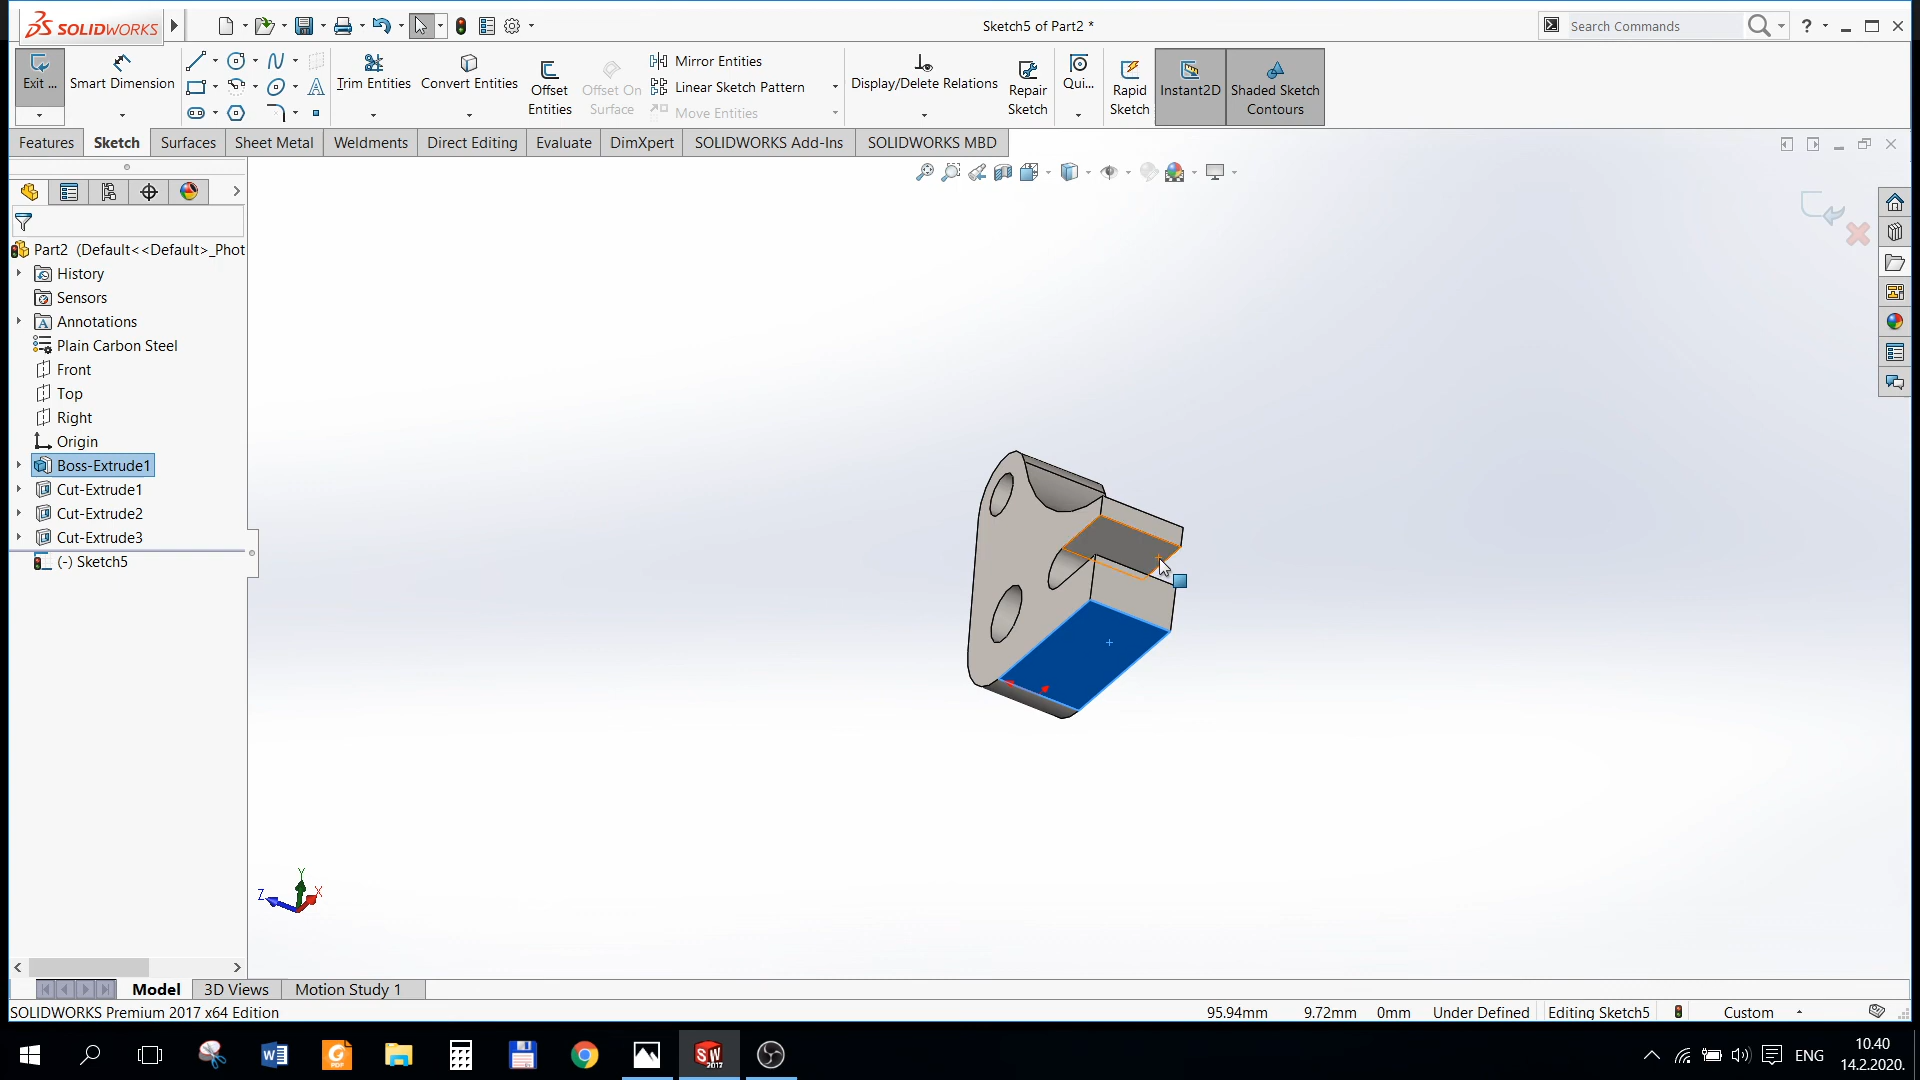 SOLIDWORKS
Sketch5 of Part2 *
Search Commands
?
Exit ...
Smart Dimension
Trim Entities
Convert Entities
Offset Entities
Offset On Surface
Mirror Entities
Linear Sketch Pattern
Move Entities
Display/Delete Relations
Repair Sketch
Qui...
Rapid Sketch
Instant2D
Shaded Sketch Contours
Features
Sketch
Surfaces
Sheet Metal
Weldments
Direct Editing
Evaluate
DimXpert
SOLIDWORKS Add-Ins
SOLIDWORKS MBD
Part2 (Default<<Default>_Phot
History
Sensors
Annotations
Plain Carbon Steel
Front
Top
Right
Origin
Boss-Extrude1
Cut-Extrude1
Cut-Extrude2
Cut-Extrude3
(-) Sketch5
Y
Z
X
Model
3D Views
Motion Study 1
SOLIDWORKS Premium 2017 x64 Edition
95.94mm
9.72mm
0mm
Under Defined
Editing Sketch5
Custom
ENG
10.40
14.2.2020.